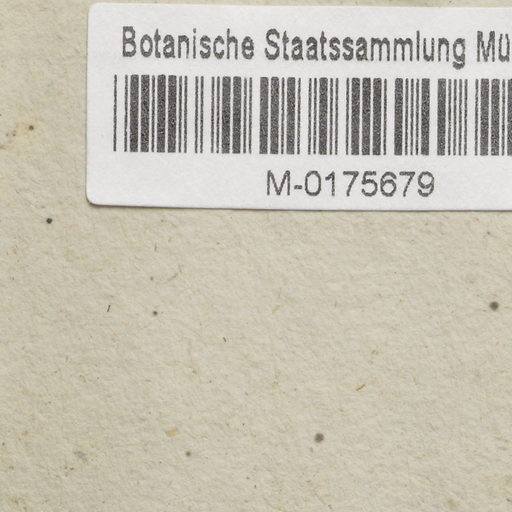 Botanische Staatssammlung Mü
M-0175679